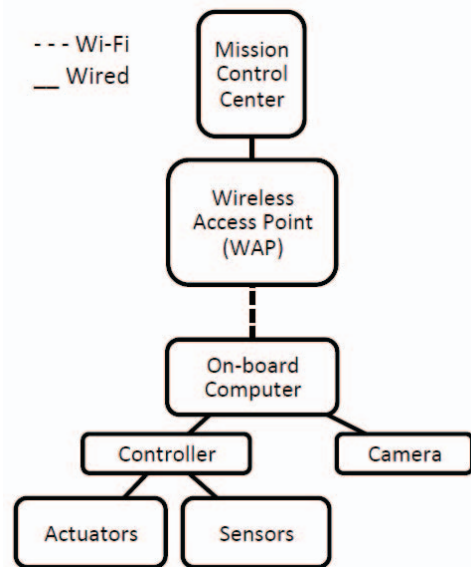 - - - Wi-Fi
__ Wired
Mission
Control
Center
Wireless
Access Point
(WAP)
On-board
Computer
Controller
Camera
Actuators
Sensors